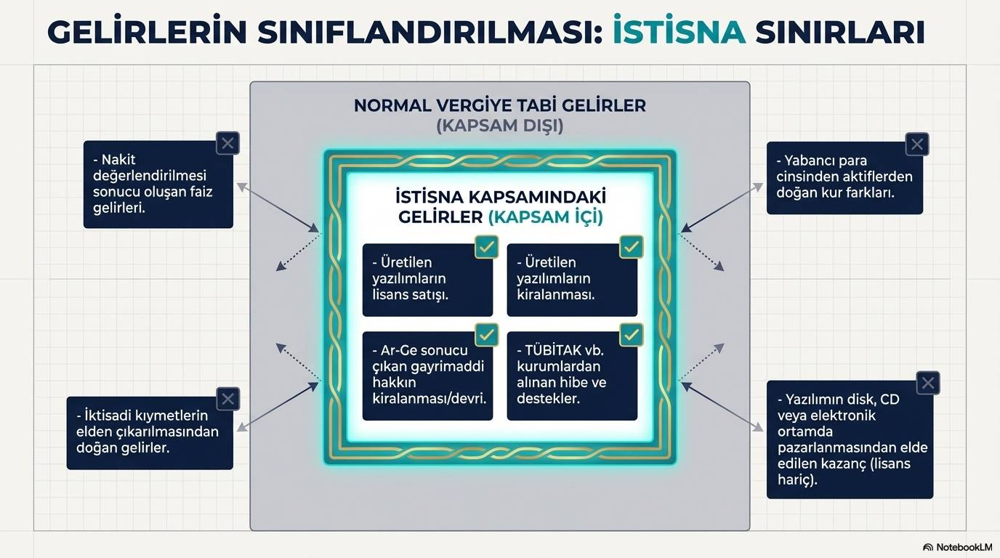 GELİRLERİN SINIFLANDIRILMASI: İSTİSNA SINIRLARI
NORMAL VERGİYE TABİ GELİRLER
(KAPSAM DIŞI)
- Nakit
değerlendirilmesi
sonucu oluşan faiz
gelirleri.
- Yabancı para
cinsinden aktiflerden
doğan kur farkları.
İSTİSNA KAPSAMINDAKİ
GELİRLER (KAPSAM İÇİ)
- Üretilen
yazılımların
lisans satışı.
- Üretilen
yazılımların
kiralanması.
- Ar-Ge sonucu
çıkan gayrimaddi
hakkın
kiralanması/devri.
- TÜBİTAK vb.
kurumlardan
alınan hibe ve
destekler.
- İktisadi kıymetlerin
elden çıkarılmasından
doğan gelirler.
- Yazılımın disk, CD
veya elektronik
ortamda
pazarlanmasından elde
edilen kazanç (lisans
hariç).
NotebookLM